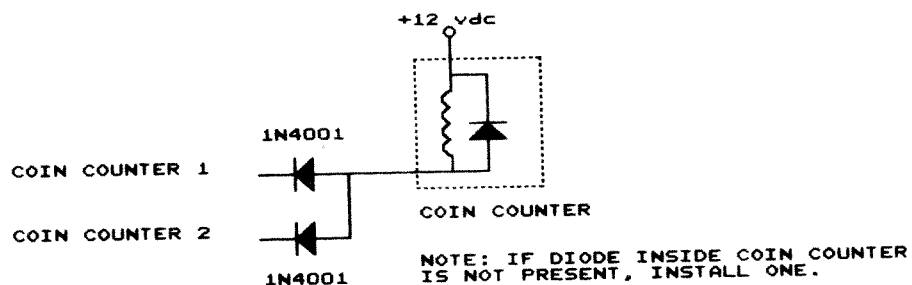 +12 vdc
1N4001
COIN COUNTER 1
COIN COUNTER
COIN COUNTER 2
NOTE: IF DIODE INSIDE COIN COUNTER
IS NOT PRESENT, INSTALL ONE.
1N4001